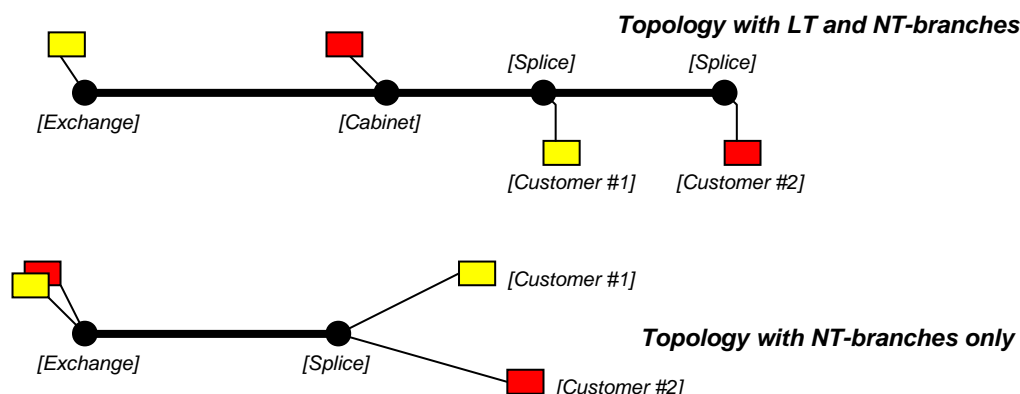 Topology with LT and NT-branches
[Splice] [Splice]
[Exchange] [Cabinet]
[Customer #1] [Customer #2]
[Customer #1]
Topology with NT-branches only
[Exchange] [Splice]
[Customer #2]